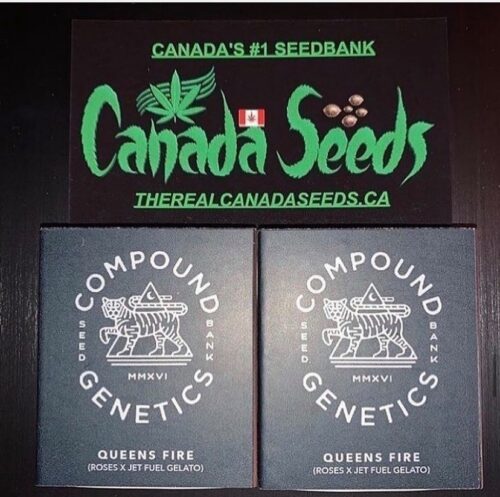 CANADA'S #1 SEEDBANK
Canada Seeds
THEREALCANADASEEDS.CA
COMPOUND
SEED
BANK
MMXVI
GENETICS
QUEENS FIRE
(ROSES X JET FUEL GELATO)
COMPOUND
SEED
BANK
MMXVI
GENETICS
QUEENS FIRE
(ROSES X JET FUEL GELATO)